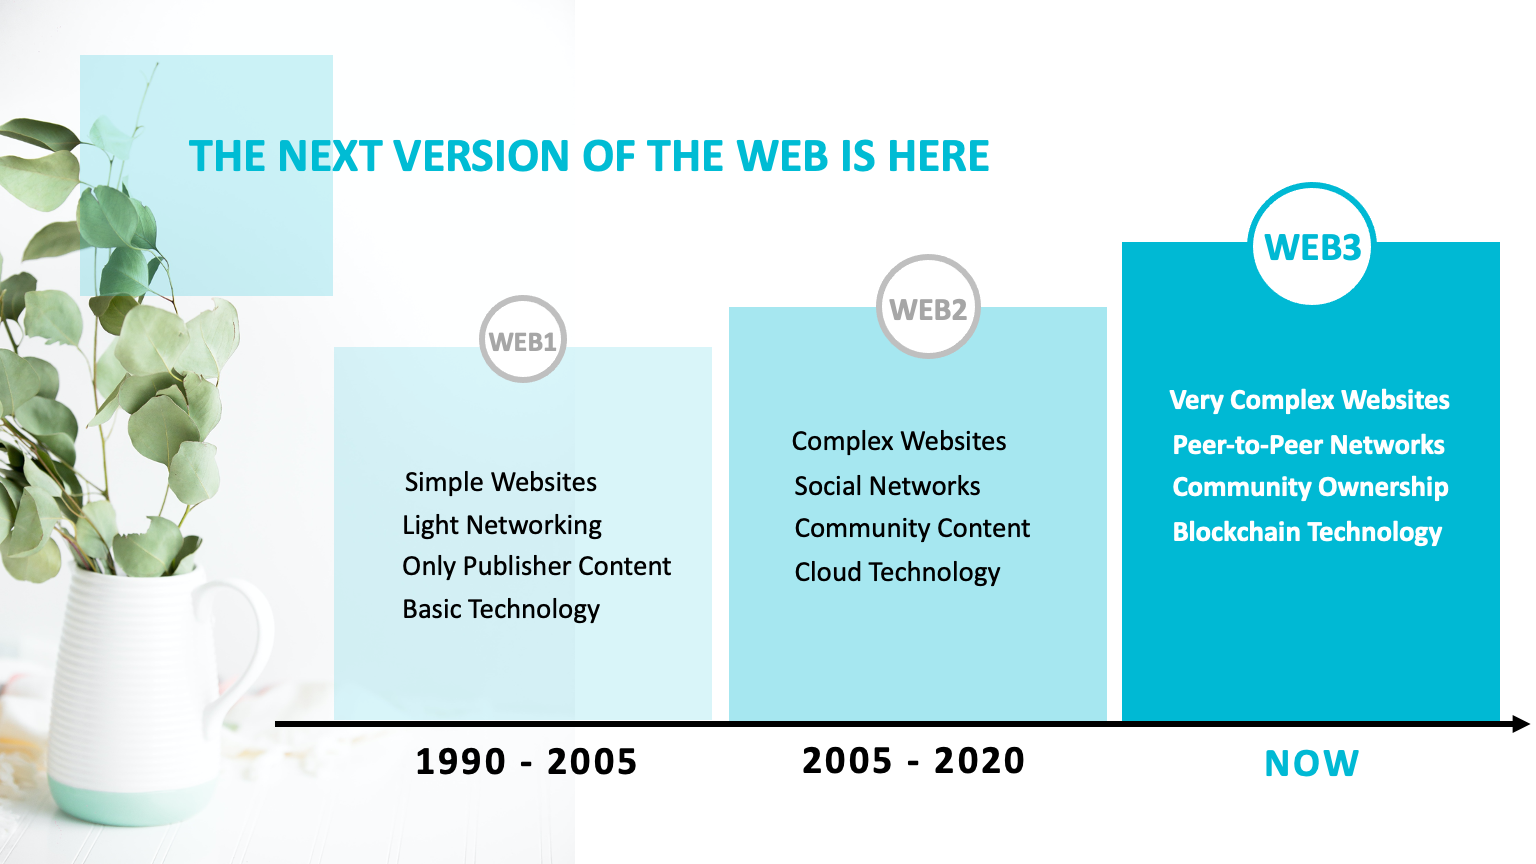 THE NEXT VERSION OF THE WEB IS HERE
WEB1
Simple Websites
Light Networking
Only Publisher Content
Basic Technology
1990 - 2005
WEB2
Complex Websites
Social Networks
Community Content
Cloud Technology
2005 - 2020
WEB3
Very Complex Websites
Peer-to-Peer Networks
Community Ownership
Blockchain Technology
NOW